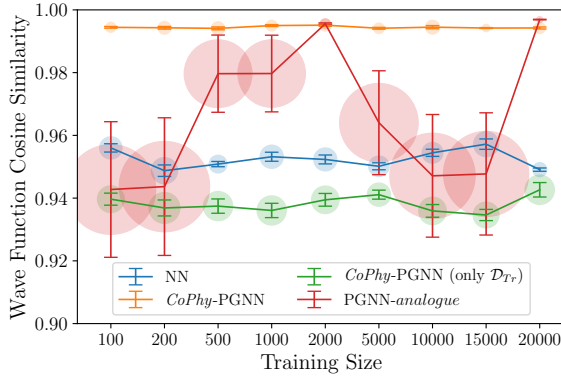 Wave Function Cosine Similarity
1.00
0.98
0.96
0.94
0.92
0.90
NN
CoPhy-PGNN
CoPhy-PGNN (only 𝒟_Tr)
PGNN-analogue
100 200 500 1000 2000 5000 10000 15000 20000
Training Size